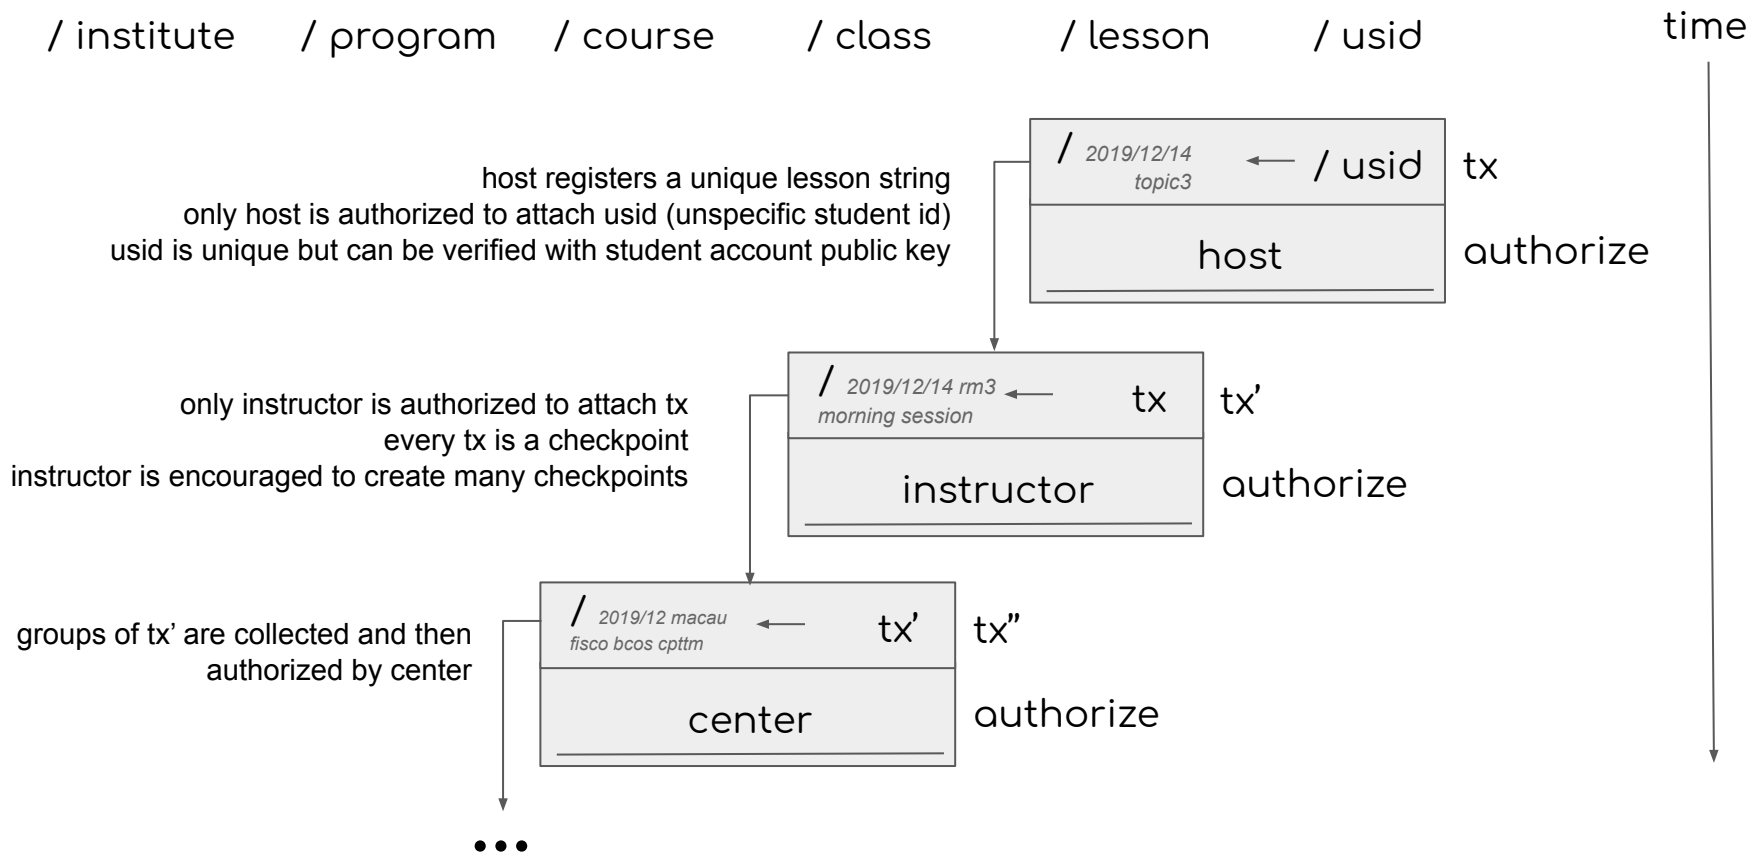 / institute / program / course / class / lesson / usid time
/ 2019/12/14 / usid tx
topic3
host registers a unique lesson string
only host is authorized to attach usid (unspecific student id)
usid is unique but can be verified with student account public key
host authorize
/ 2019/12/14 rm3 tx tx’
morning session
only instructor is authorized to attach tx
every tx is a checkpoint
instructor is encouraged to create many checkpoints
instructor authorize
/ 2019/12 macau tx’ tx”
fisco bcos cpttm
groups of tx’ are collected and then
authorized by center
center authorize
...